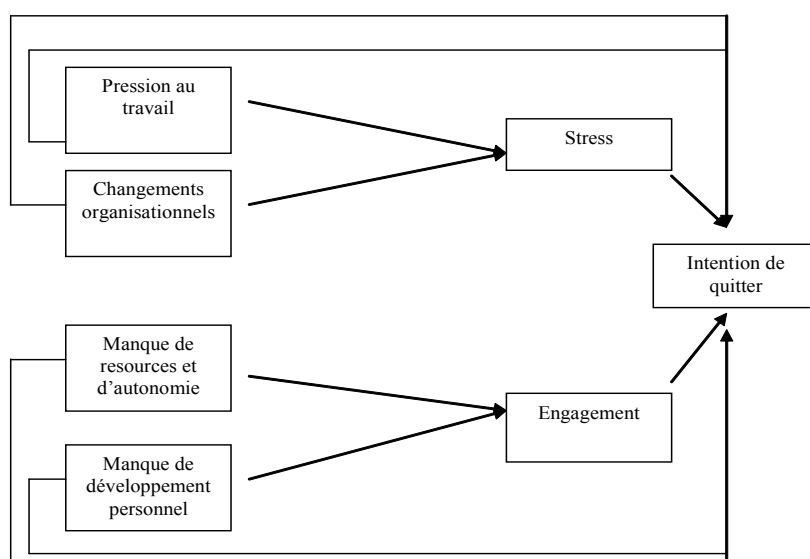 Pression au
travail
Stress
Changements
organisationnels
Intention de
quitter
Manque de
resources et
d'autonomie
Engagement
Manque de
développement
personnel